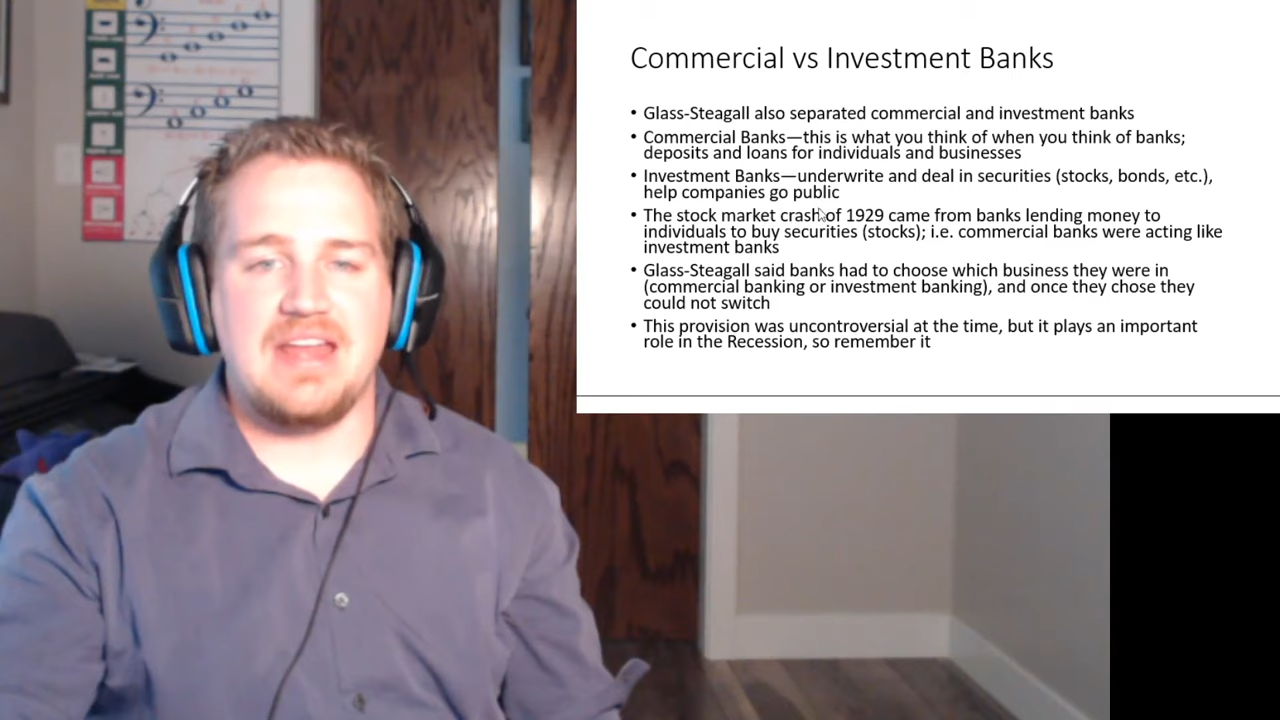 Commercial vs Investment Banks
• Glass-Steagall also separated commercial and investment banks
• Commercial Banks—this is what you think of when you think of banks;
deposits and loans for individuals and businesses
• Investment Banks—underwrite and deal in securities (stocks, bonds, etc.),
help companies go public
• The stock market crash of 1929 came from banks lending money to
individuals to buy securities (stocks); i.e. commercial banks were acting like
investment banks
• Glass-Steagall said banks had to choose which business they were in
(commercial banking or investment banking), and once they chose they
could not switch
• This provision was uncontroversial at the time, but it plays an important
role in the Recession, so remember it